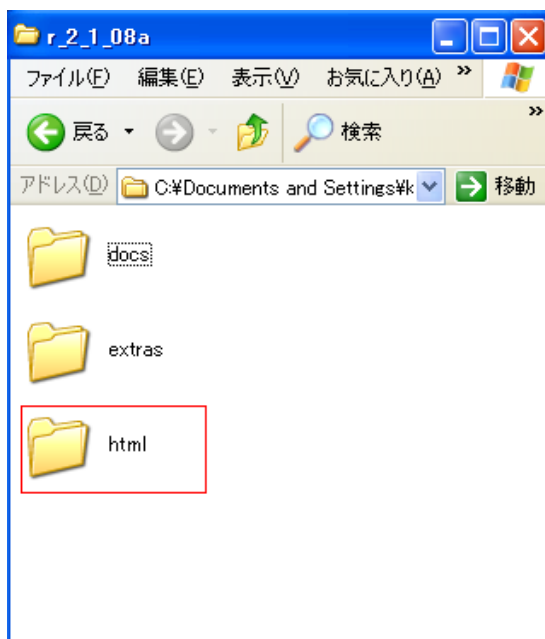 r_2_1_08a
ファイル(F) 編集(E) 表示(V) お気に入り(A) »
戻る 検索 »
アドレス(D) C:¥Documents and Settings¥k 移動
docs
extras
html